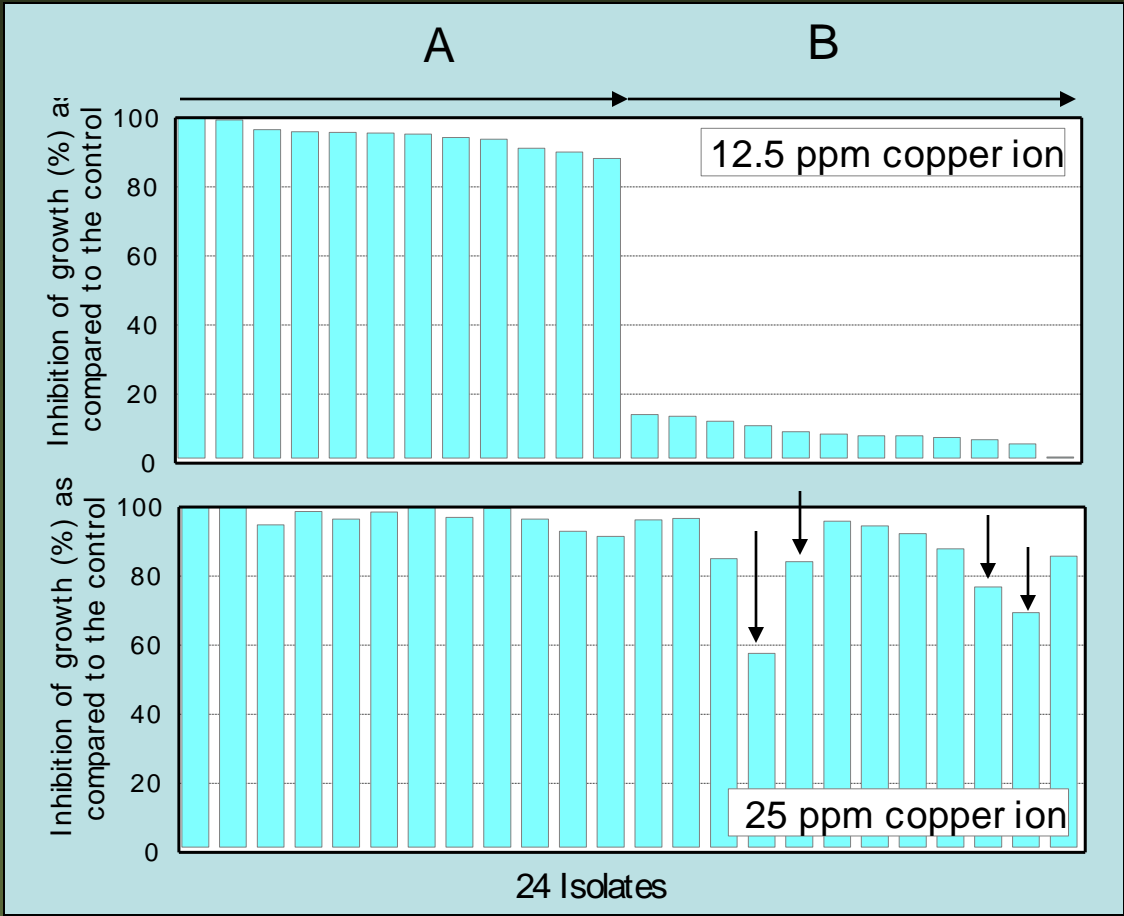 A
B
Inhibition of growth (%) as
compared to the control
100
80
60
40
20
0
12.5 ppm copper ion
Inhibition of growth (%) as
compared to the control
100
80
60
40
20
0
25 ppm copper ion
24 Isolates